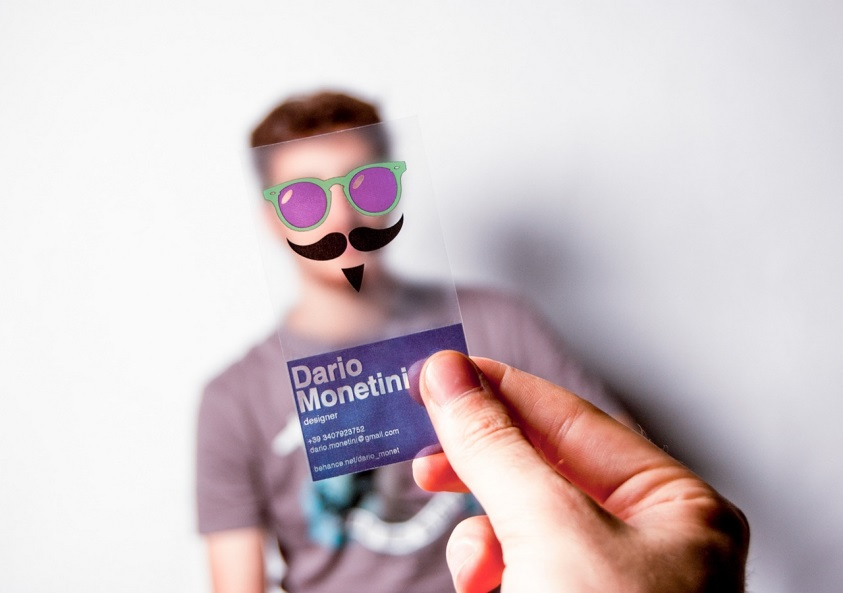 Dario
Monetini
designer
+39 3407923752
dario.monetini@gmail.com
behance.net/dario_monet